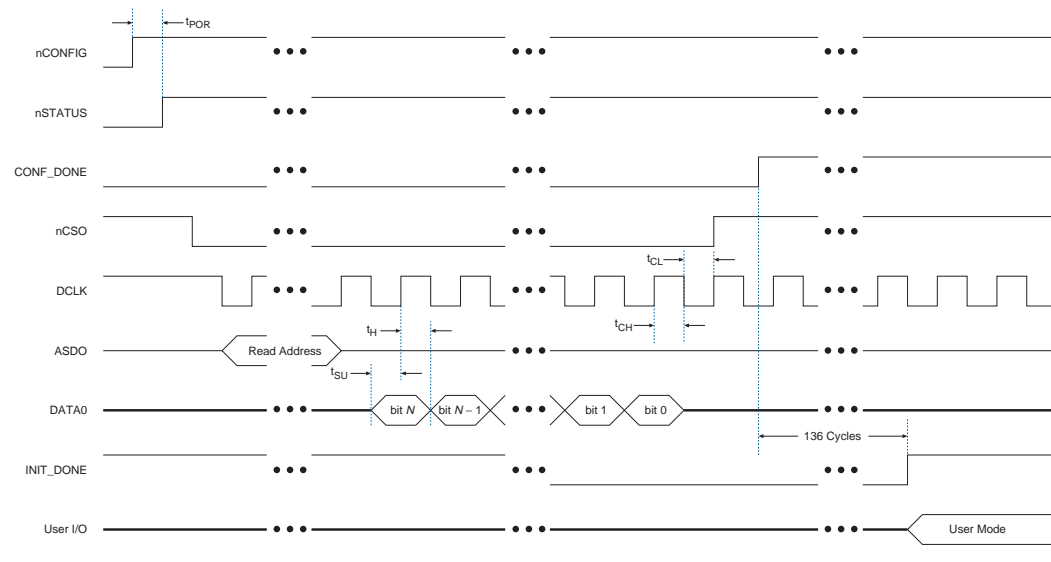 tPOR
nCONFIG
nSTATUS
CONF_DONE
nCSO
tCL
DCLK
tH
tCH
ASDO
Read Address
tSU
DATA0
bit N
bit N – 1
bit 1
bit 0
136 Cycles
INIT_DONE
User I/O
User Mode